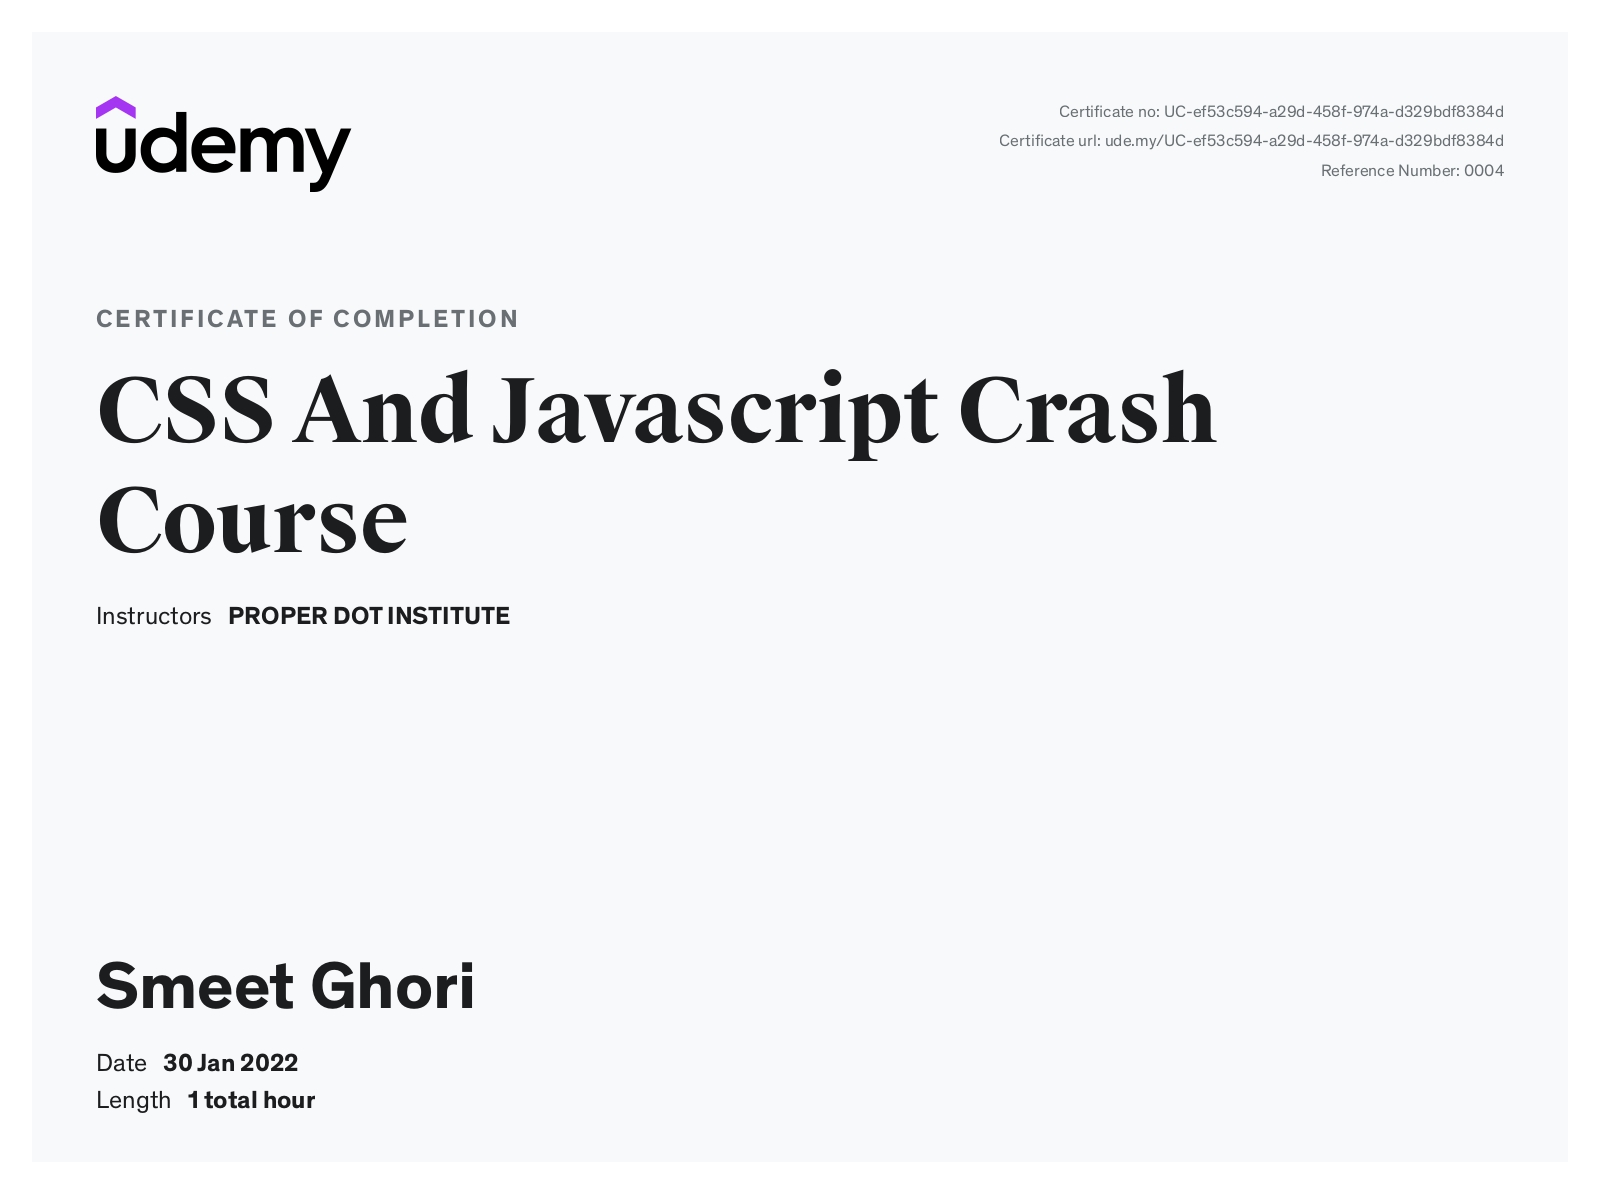 udemy
Certificate no: UC-ef53c594-a29d-458f-974a-d329bdf8384d
Certificate url: ude.my/UC-ef53c594-a29d-458f-974a-d329bdf8384d
Reference Number: 0004
CERTIFICATE OF COMPLETION
CSS And Javascript Crash
Course
Instructors PROPER DOT INSTITUTE
Smeet Ghori
Date 30 Jan 2022
Length 1 total hour